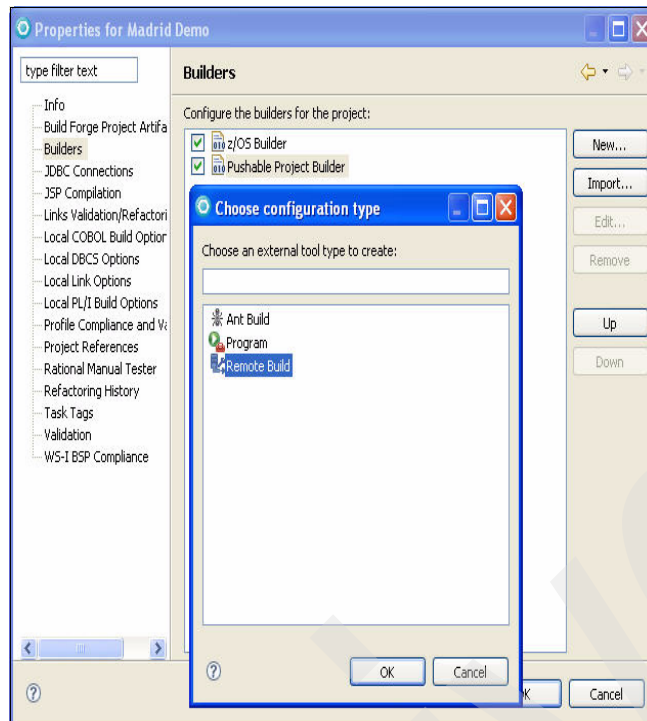 Properties for Madrid Demo
type filter text
Info
Build Forge Project Artifa
Builders
JDBC Connections
JSP Compilation
Links Validation/Refactori
Local COBOL Build Option
Local DBCS Options
Local Link Options
Local PL/I Build Options
Profile Compliance and Va
Project References
Rational Manual Tester
Refactoring History
Task Tags
Validation
WS-I BSP Compliance
Builders
Configure the builders for the project:
z/OS Builder
Pushable Project Builder
New...
Import...
Edit...
Remove
Up
Down
Choose configuration type
Choose an external tool type to create:
Ant Build
Program
Remote Build
OK
Cancel
K
Cancel